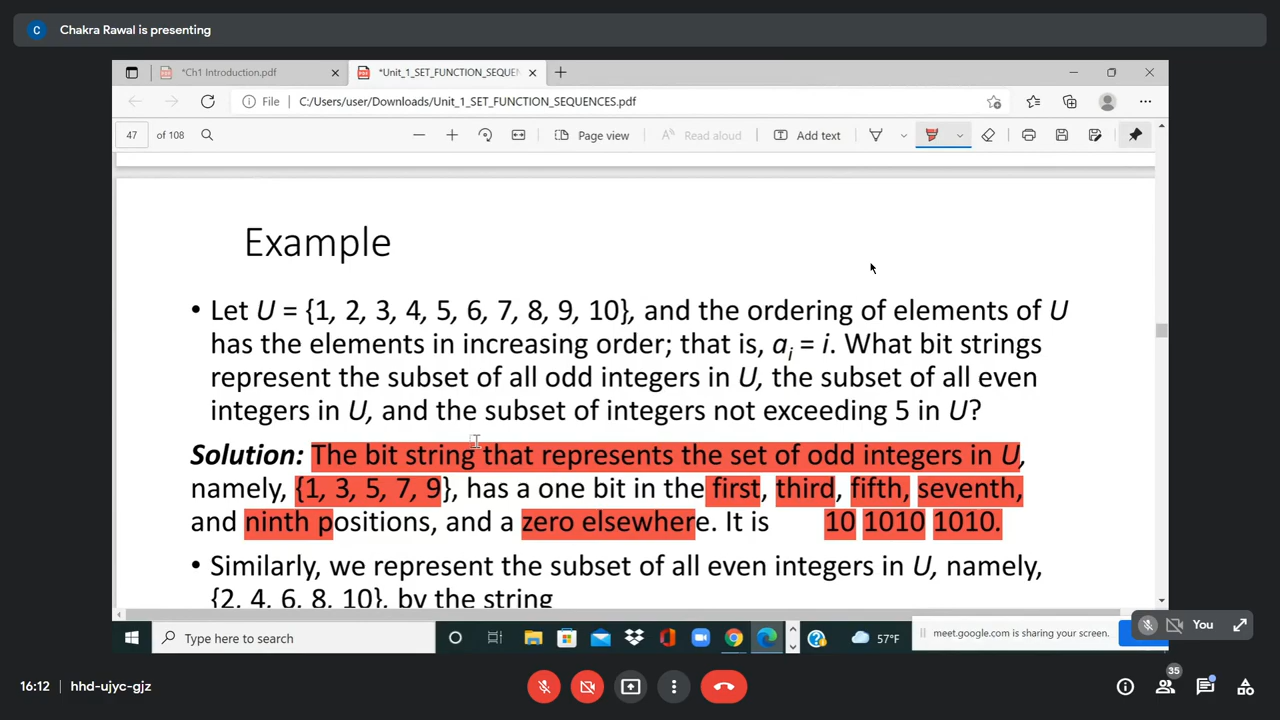 C Chakra Rawal is presenting
*Ch1 Introduction.pdf
*Unit_1_SET_FUNCTION_SEQUEN
File C:/Users/user/Downloads/Unit_1_SET_FUNCTION_SEQUENCES.pdf
47 of 108 Page view Read aloud Add text
Example
• Let U = {1, 2, 3, 4, 5, 6, 7, 8, 9, 10}, and the ordering of elements of U
has the elements in increasing order; that is, aᵢ = i. What bit strings
represent the subset of all odd integers in U, the subset of all even
integers in U, and the subset of integers not exceeding 5 in U?
Solution: The bit string that represents the set of odd integers in U,
namely, {1, 3, 5, 7, 9}, has a one bit in the first, third, fifth, seventh,
and ninth positions, and a zero elsewhere. It is 10 1010 1010.
• Similarly, we represent the subset of all even integers in U, namely,
{2, 4, 6, 8, 10}, by the string
You
Type here to search
57°F
meet.google.com is sharing your screen.
16:12 | hhd-ujyc-gjz
35